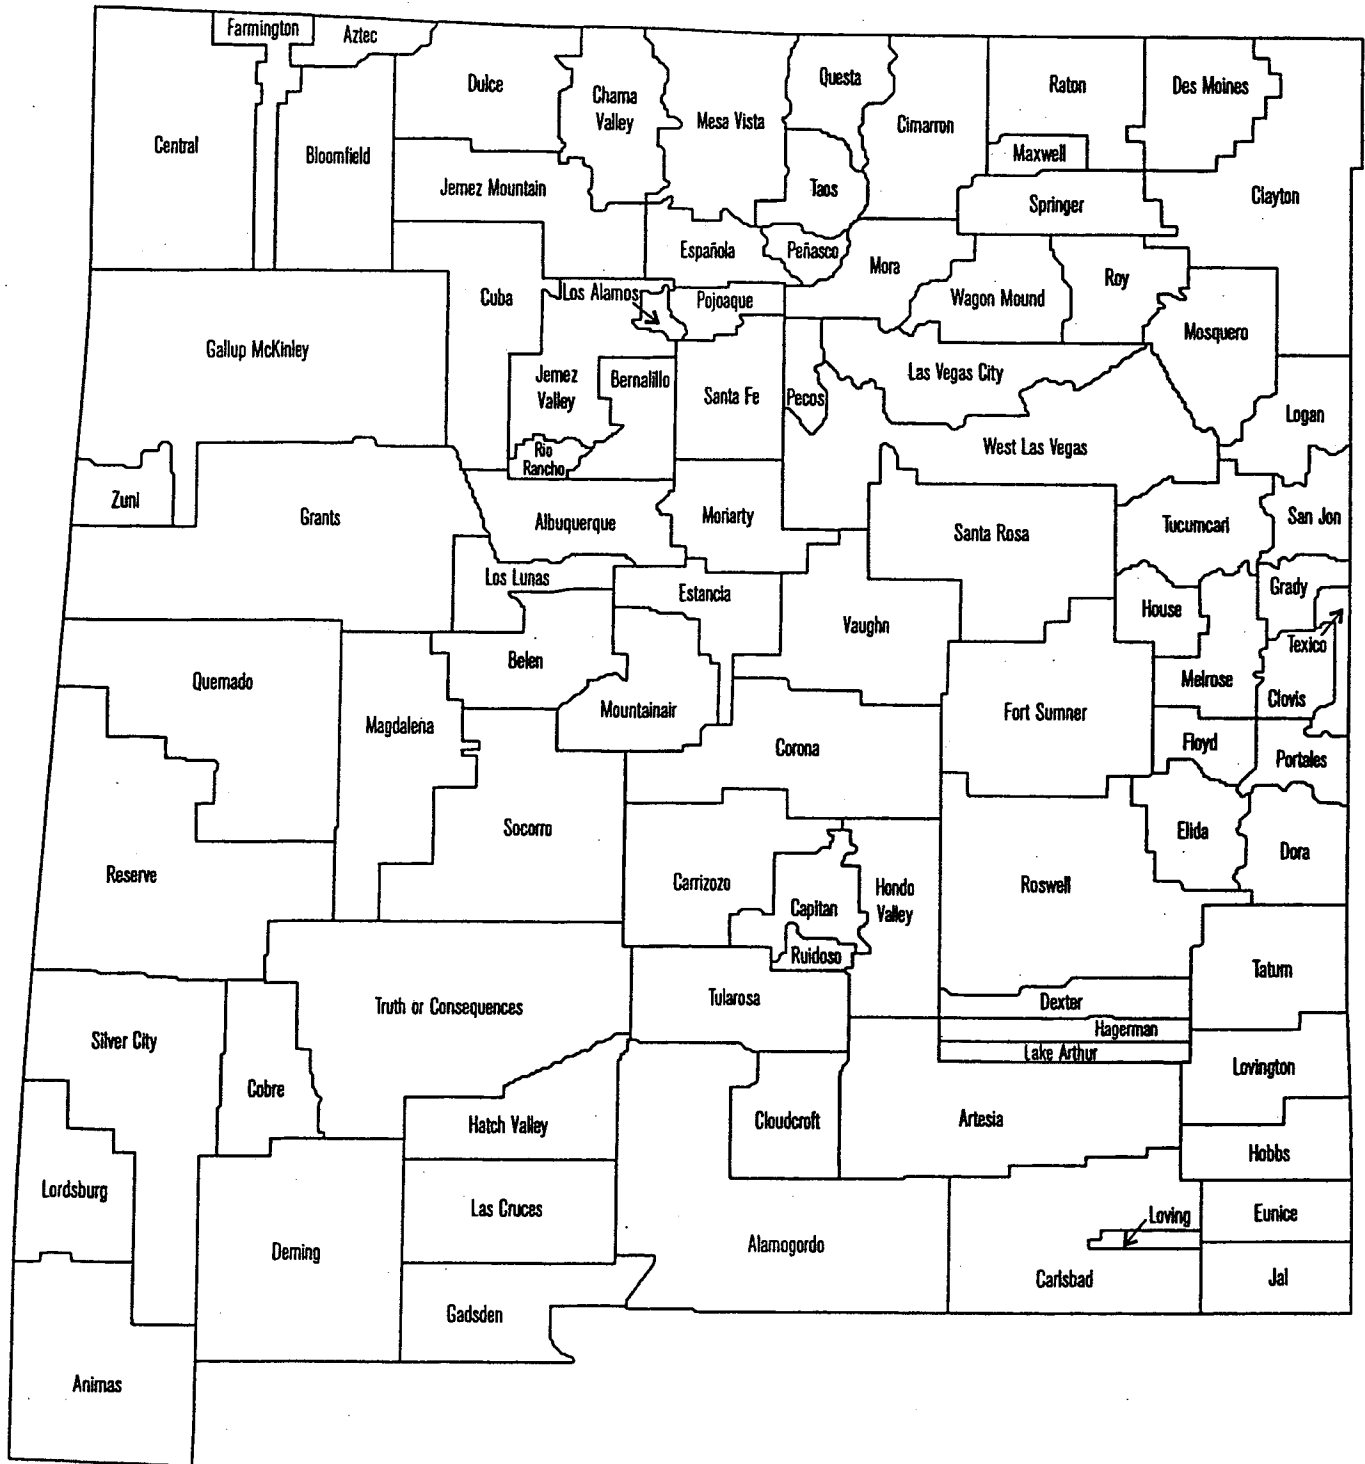 Farmington
Aztec
Dulce
Chama
Valley
Mesa Vista
Questa
Cimarron
Raton
Des Moines
Central
Bloomfield
Maxwell
Jemez Mountain
Taos
Springer
Clayton
Española
Peñasco
Mora
Wagon Mound
Roy
Cuba
Los Alamos
Pojoaque
Mosquero
Gallup McKinley
Jemez
Valley
Bernalillo
Santa Fe
Pecos
Las Vegas City
Logan
Rio
Rancho
West Las Vegas
Zuni
Grants
Albuquerque
Moriarty
Santa Rosa
Tucumcari
San Jon
Los Lunas
Estancia
Vaughn
House
Grady
Texico
Quemado
Belen
Mountainair
Melrose
Clovis
Magdalena
Corona
Fort Sumner
Floyd
Portales
Socorro
Elida
Dora
Reserve
Carrizozo
Capitan
Hondo
Valley
Roswell
Ruidoso
Tatum
Truth or Consequences
Tularosa
Dexter
Hagerman
Lake Arthur
Silver City
Cobre
Lovington
Hatch Valley
Cloudcroft
Artesia
Hobbs
Lordsburg
Las Cruces
Loving
Eunice
Deming
Alamogordo
Carlsbad
Jal
Gadsden
Animas